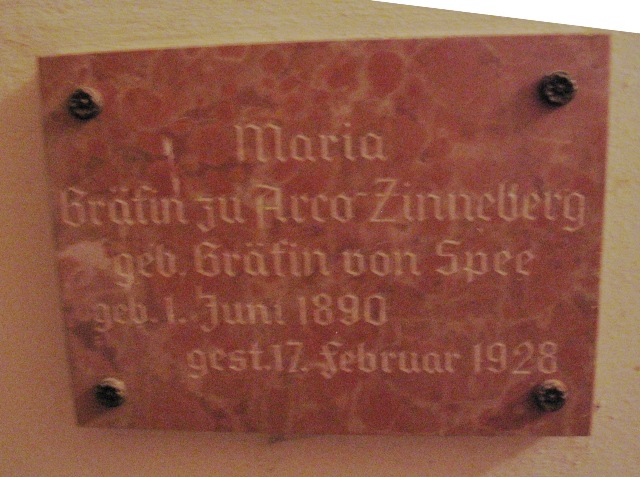 Maria
Gräfin zu Arco-Zinneberg
geb. Gräfin von Spee
geb. 1. Juni 1890
gest. 17. Februar 1928